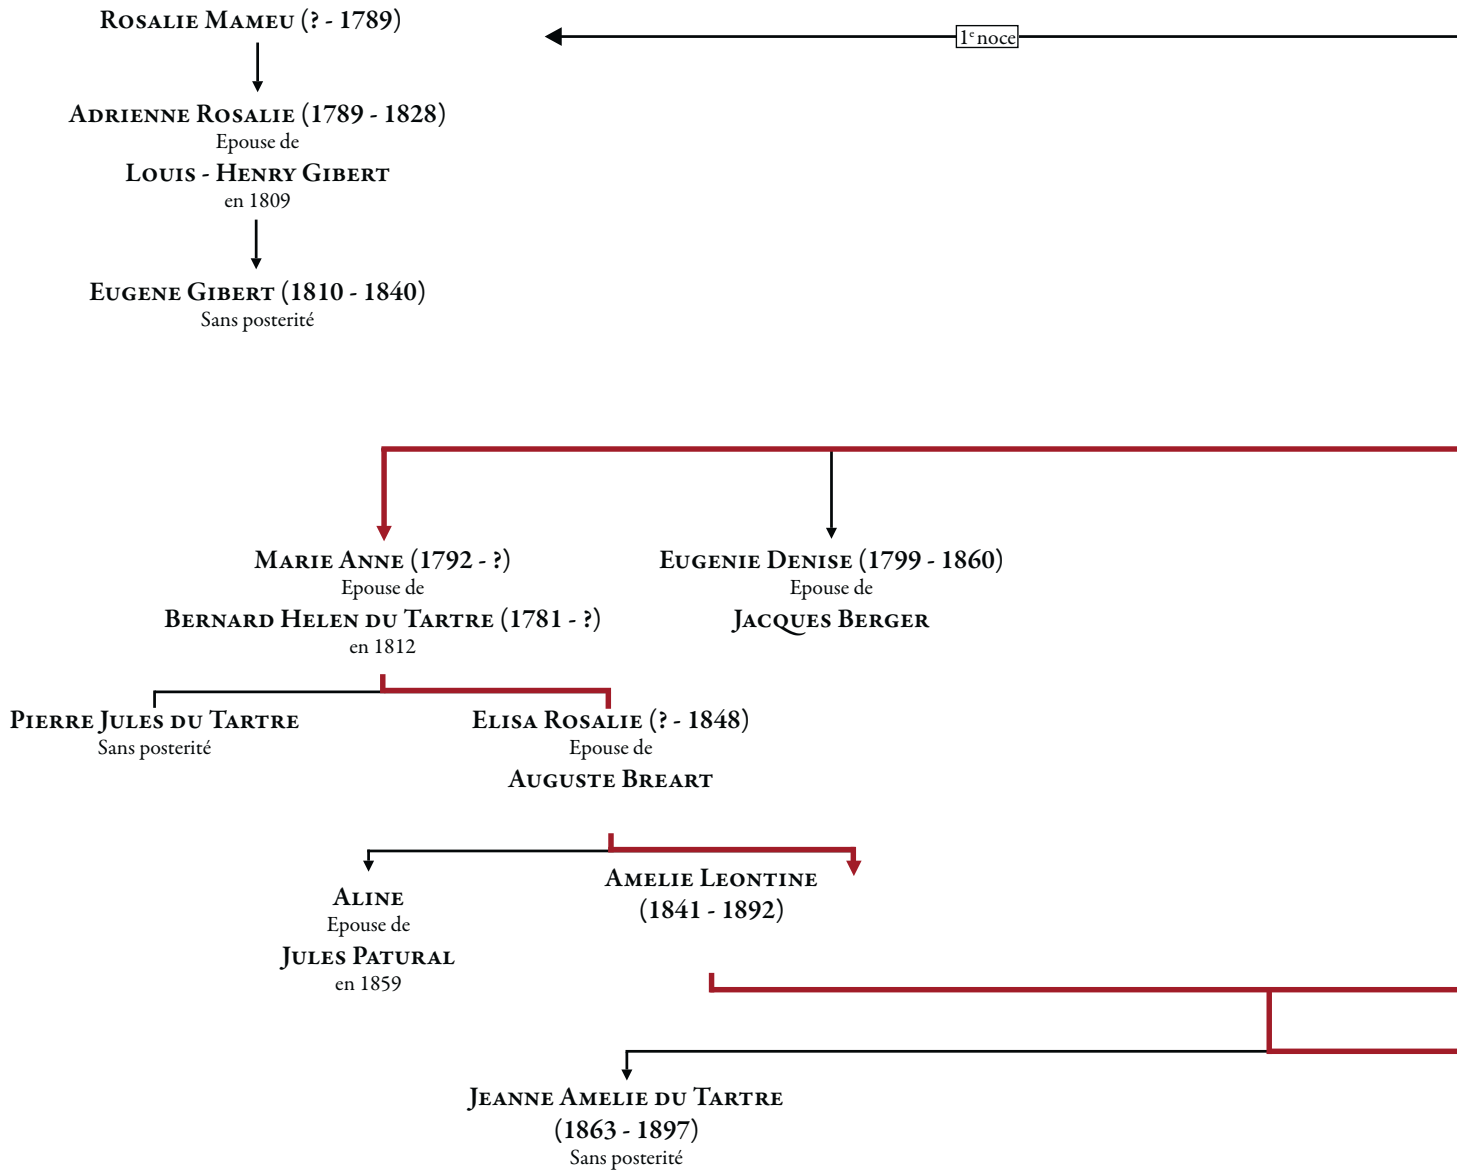 ROSALIE MAMEU (? - 1789)
1e noce
ADRIENNE ROSALIE (1789 - 1828)
Epouse de
LOUIS - HENRY GIBERT
en 1809
EUGENE GIBERT (1810 - 1840)
Sans posterité
MARIE ANNE (1792 - ?)
Epouse de
BERNARD HELEN DU TARTRE (1781 - ?)
en 1812
EUGENIE DENISE (1799 - 1860)
Epouse de
JACQUES BERGER
PIERRE JULES DU TARTRE
Sans posterité
ELISA ROSALIE (? - 1848)
Epouse de
AUGUSTE BREART
ALINE
Epouse de
JULES PATURAL
en 1859
AMELIE LEONTINE
(1841 - 1892)
JEANNE AMELIE DU TARTRE
(1863 - 1897)
Sans posterité